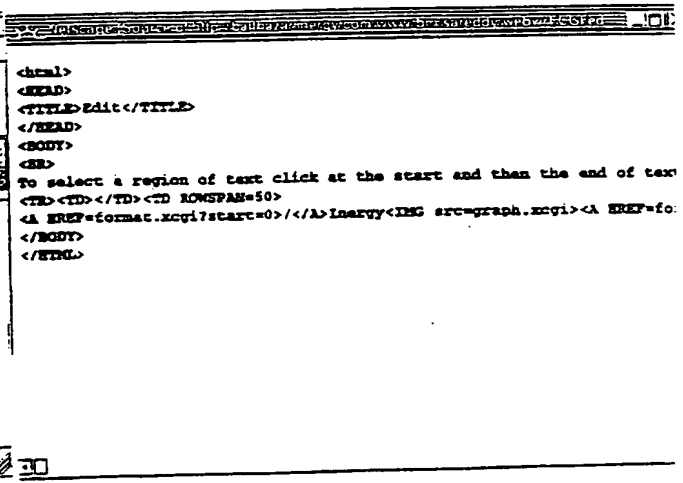 <html>
<HEAD>
<TITLE>Edit</TITLE>
</HEAD>
<BODY>
<HR>
To select a region of text click at the start and then the end of tex
<TR><TD></TD><TD ROWSPAN=50>
<A HREF=format.xcgi?start=0>/</A>Inergy<IMG src=graph.xcgi><A HREF=fo
</BODY>
</HTML>